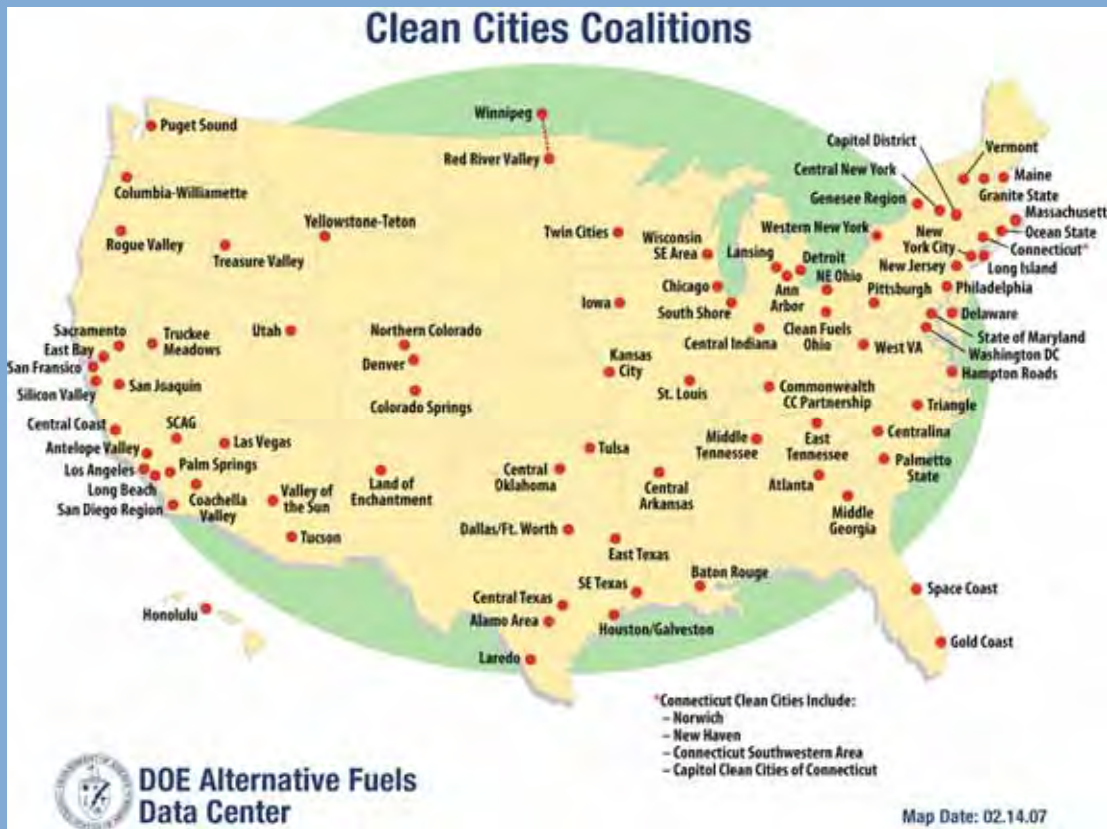 Clean Cities Coalitions
Winnipeg
Puget Sound
Capitol District
Vermont
Red River Valley
Central New York
Maine
Columbia-Williamette
Genesee Region
Granite State
Yellowstone-Teton
Massachusett
Rogue Valley
Twin Cities
Wisconsin
SE Area
Western New York
New
York City
Ocean State
Connecticut*
Treasure Valley
Lansing
Detroit
NE Ohio
New Jersey
Long Island
Chicago
Ann
Arbor
Pittsburgh
Philadelphia
Iowa
South Shore
Clean Fuels
Ohio
Delaware
Sacramento
Truckee
Meadows
Utah
Northern Colorado
Central Indiana
West VA
State of Maryland
East Bay
Denver
Kansas
City
Washington DC
San Fransico
Hampton Roads
Silicon Valley
San Joaquin
Colorado Springs
St. Louis
Commonwealth
CC Partnership
Triangle
Central Coast
SCAG
Las Vegas
Tulsa
Middle
Tennessee
East
Tennessee
Centralina
Antelope Valley
Los Angeles
Palm Springs
Land of
Enchantment
Central
Oklahoma
Central
Arkansas
Atlanta
Palmetto
State
Long Beach
Coachella
Valley
Valley
of the Sun
San Diego Region
Middle
Georgia
Tucson
Dallas/Ft. Worth
East Texas
Baton Rouge
SE Texas
Space Coast
Honolulu
Central Texas
Alamo Area
Houston/Galveston
Gold Coast
Laredo
*Connecticut Clean Cities Include:
– Norwich
– New Haven
– Connecticut Southwestern Area
– Capitol Clean Cities of Connecticut
DOE Alternative Fuels
Data Center
Map Date: 02.14.07